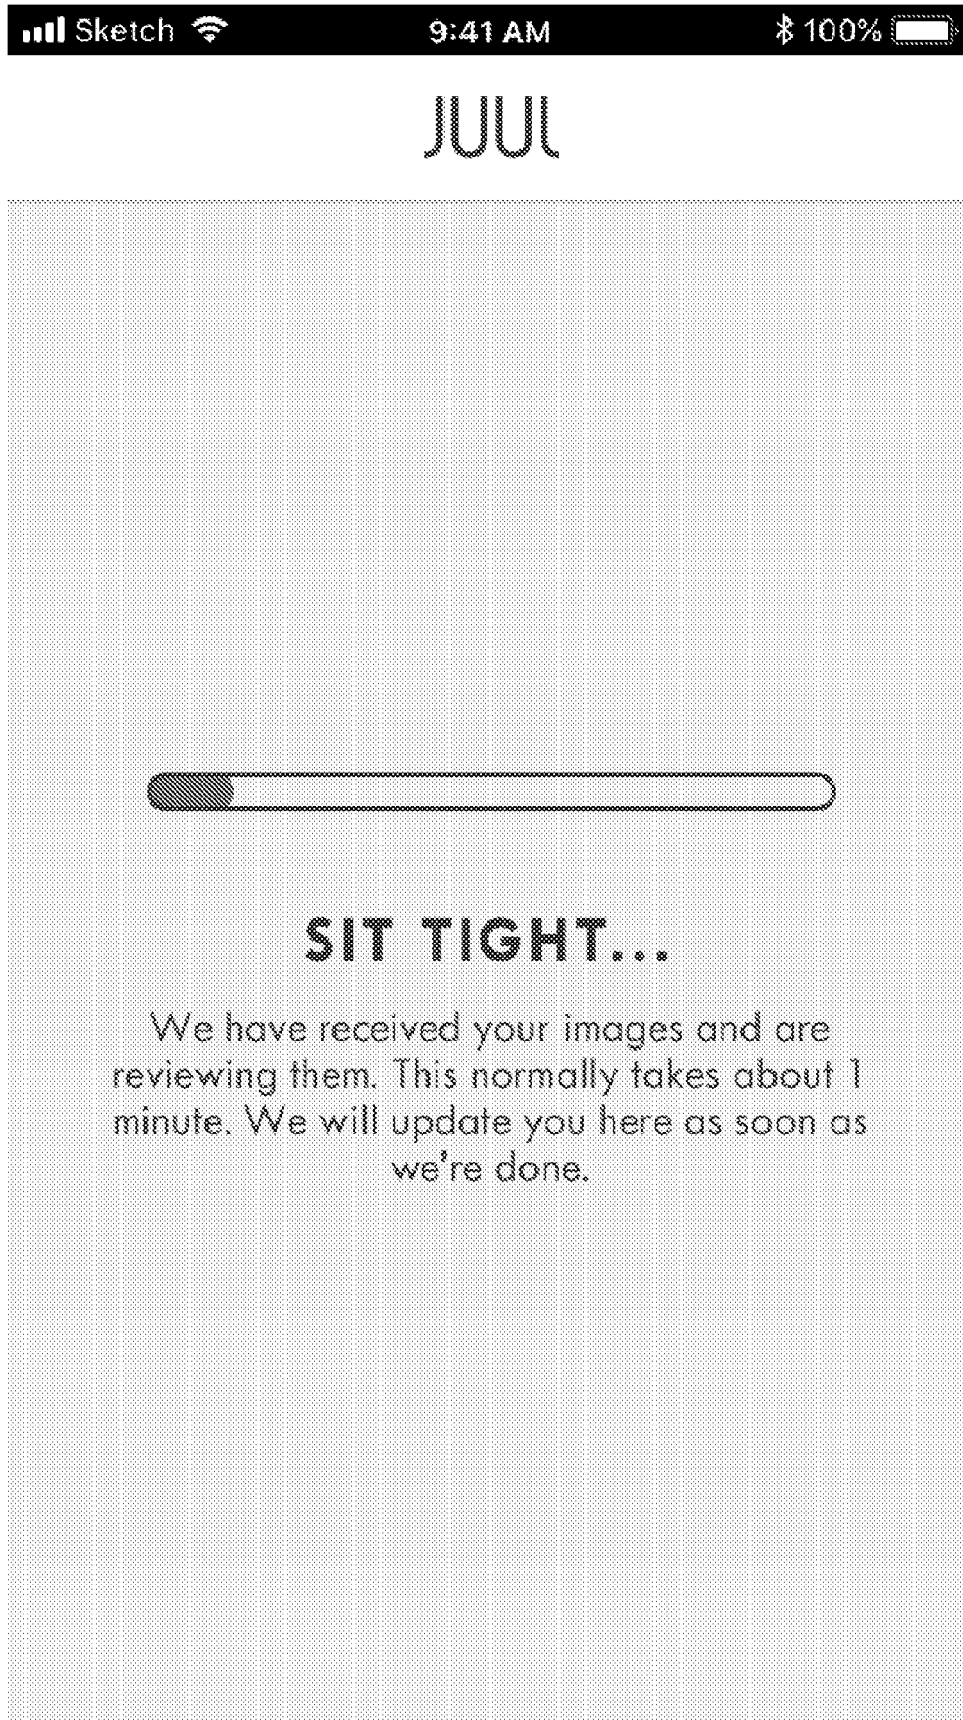 Sketch 9:41 AM 100%
JUUL
SIT TIGHT...
We have received your images and are
reviewing them. This normally takes about 1
minute. We will update you here as soon as
we're done.